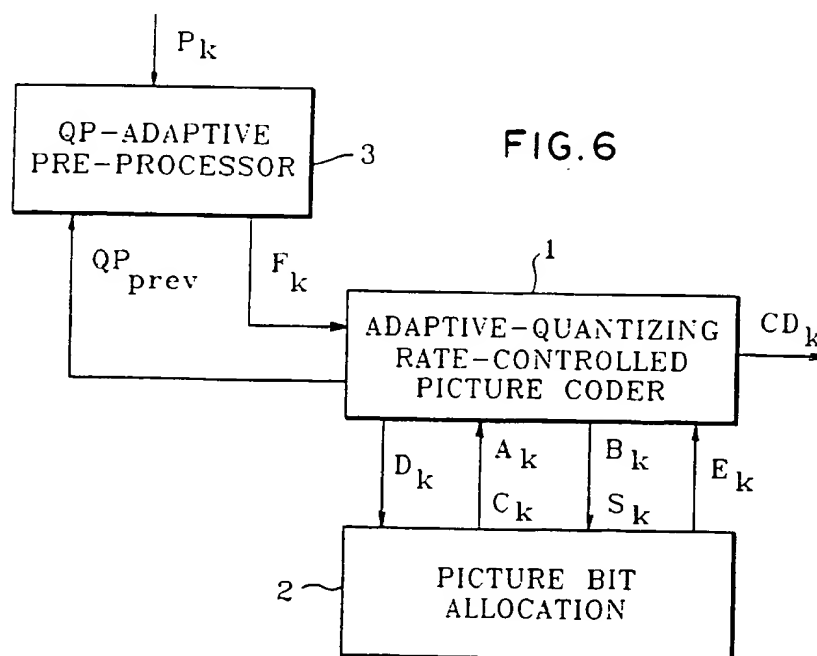 P_k
QP-ADAPTIVE
PRE-PROCESSOR
3
FIG.6
QP_prev
F_k
1
ADAPTIVE-QUANTIZING
RATE-CONTROLLED
PICTURE CODER
CD_k
D_k
A_k
C_k
B_k
S_k
E_k
2
PICTURE BIT
ALLOCATION